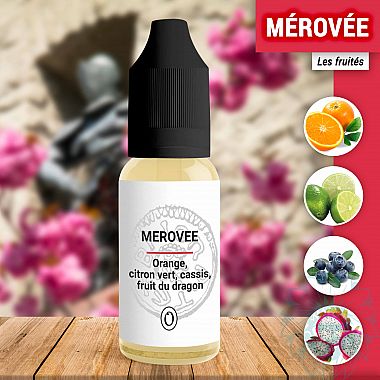 MÉROVÉE
Les fruités
MEROVEE
Orange,
citron vert, cassis,
fruit du dragon
0